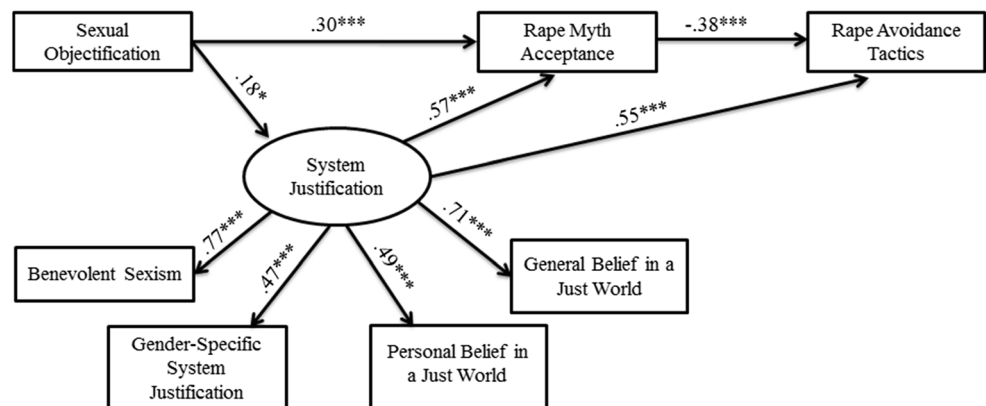 Sexual
Objectification
.30***
Rape Myth
Acceptance
-.38***
Rape Avoidance
Tactics
.18*
.57***
.55***
System
Justification
.77***
.47***
.49***
.71***
Benevolent Sexism
General Belief in a
Just World
Gender-Specific
System
Justification
Personal Belief in
a Just World